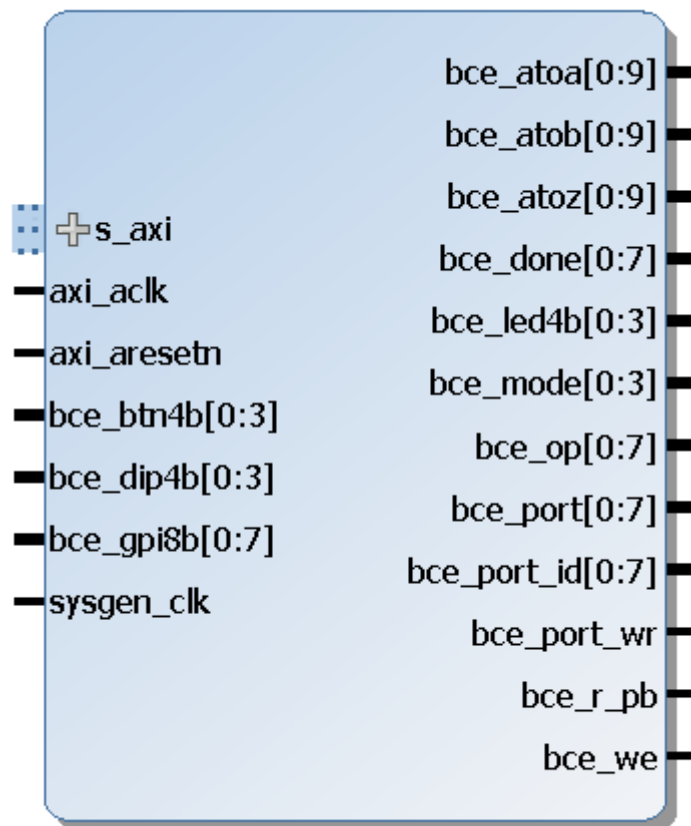 s_axi
axi_aclk
axi_aresetn
bce_btn4b[0:3]
bce_dip4b[0:3]
bce_gpi8b[0:7]
sysgen_clk
bce_atoa[0:9]
bce_atob[0:9]
bce_atoz[0:9]
bce_done[0:7]
bce_led4b[0:3]
bce_mode[0:3]
bce_op[0:7]
bce_port[0:7]
bce_port_id[0:7]
bce_port_wr
bce_r_pb
bce_we